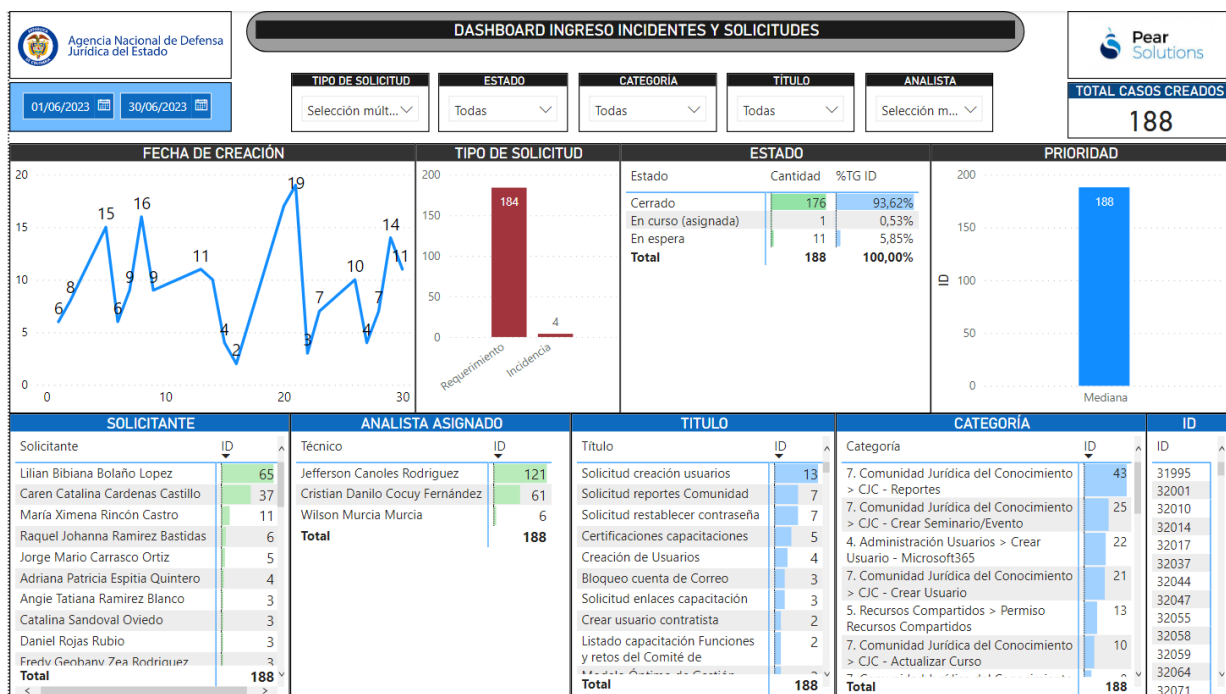 Agencia Nacional de Defensa
Jurídica del Estado
DASHBOARD INGRESO INCIDENTES Y SOLICITUDES
Pear
Solutions
01/06/2023
30/06/2023
TIPO DE SOLICITUD
Selección múlt...
ESTADO
Todas
CATEGORÍA
Todas
TÍTULO
Todas
ANALISTA
Selección m...
TOTAL CASOS CREADOS
188
FECHA DE CREACIÓN
20
15
10
5
0
6
8
15
6
9
16
9
11
4
2
19
3
7
10
4
7
14
11
0
10
20
30
TIPO DE SOLICITUD
200
150
100
50
0
184
4
Requerimiento
Incidencia
ESTADO
Estado Cantidad %TG ID
Cerrado 176 93,62%
En curso (asignada) 1 0,53%
En espera 11 5,85%
Total 188 100,00%
PRIORIDAD
200
150
100
50
0
ID
188
Mediana
SOLICITANTE
Solicitante ID
Lilian Bibiana Bolaño Lopez 65
Caren Catalina Cardenas Castillo 37
María Ximena Rincón Castro 11
Raquel Johanna Ramirez Bastidas 6
Jorge Mario Carrasco Ortiz 5
Adriana Patricia Espitia Quintero 4
Angie Tatiana Ramirez Blanco 3
Catalina Sandoval Oviedo 3
Daniel Rojas Rubio 3
Fredy Geobany Zea Rodriguez 3
Total 188
ANALISTA ASIGNADO
Técnico ID
Jefferson Canoles Rodriguez 121
Cristian Danilo Cocuy Fernández 61
Wilson Murcia Murcia 6
Total 188
TITULO
Título ID
Solicitud creación usuarios 13
Solicitud reportes Comunidad 7
Solicitud restablecer contraseña 7
Certificaciones capacitaciones 5
Creación de Usuarios 4
Bloqueo cuenta de Correo 3
Solicitud enlaces capacitación 3
Crear usuario contratista 2
Listado capacitación Funciones 2
y retos del Comité de
Modelo Óptimo de Gestión
Total 188
CATEGORÍA
Categoría ID
7. Comunidad Jurídica del Conocimiento 43
> CJC - Reportes
7. Comunidad Jurídica del Conocimiento 25
> CJC - Crear Seminario/Evento
4. Administración Usuarios > Crear 22
Usuario - Microsoft365
7. Comunidad Jurídica del Conocimiento 21
> CJC - Crear Usuario
5. Recursos Compartidos > Permiso 13
Recursos Compartidos
7. Comunidad Jurídica del Conocimiento 10
> CJC - Actualizar Curso
Total 188
ID
ID
31995
32001
32010
32014
32017
32037
32044
32047
32055
32058
32059
32064
32071